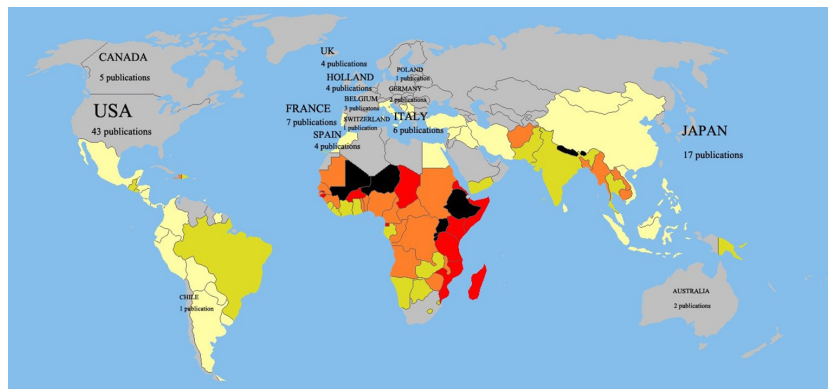 CANADA
5 publications
USA
43 publications
UK
4 publications
HOLLAND
4 publications
POLAND
1 publication
GERMANY
2 publications
BELGIUM
3 publications
FRANCE
7 publications
SWITZERLAND
1 publication
ITALY
6 publications
SPAIN
4 publications
JAPAN
17 publications
CHILE
1 publication
AUSTRALIA
2 publications